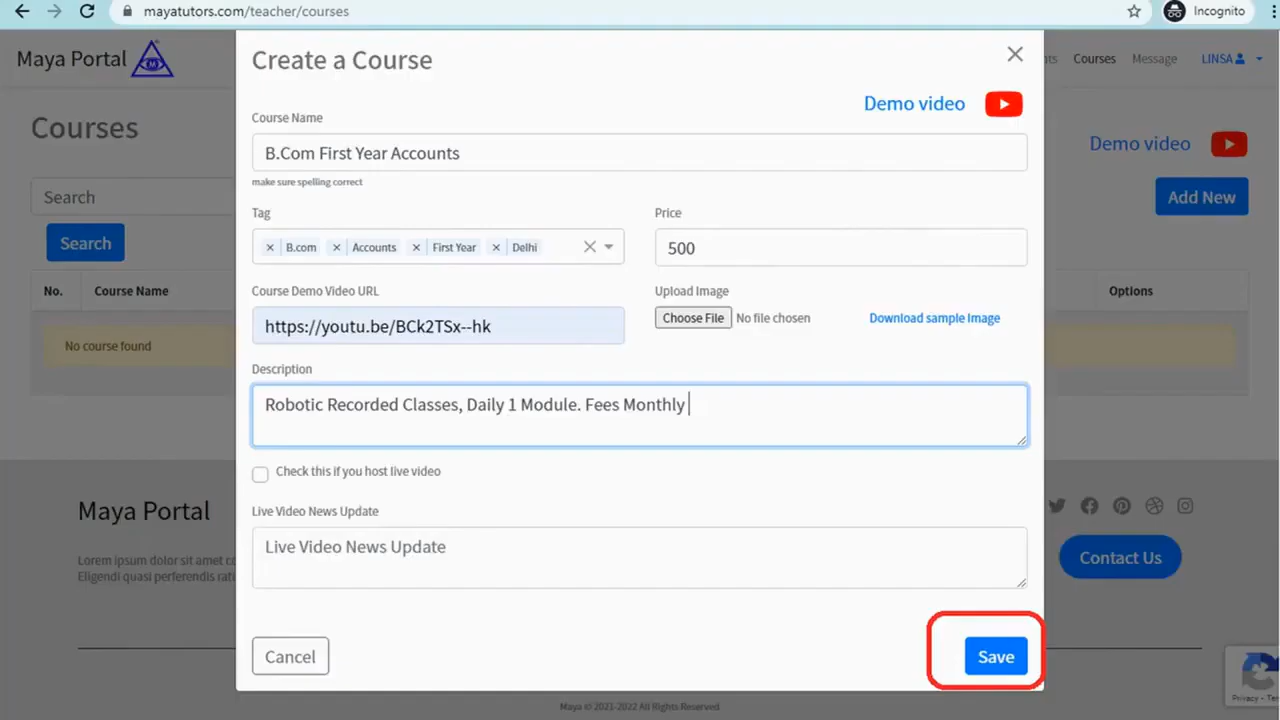 mayatutors.com/teacher/courses
Incognito
Maya Portal
Courses
Message
LINSA
Courses
Demo video
Search
Add New
Search
No.
Course Name
Options
No course found
Create a Course
Demo video
Course Name
B.Com First Year Accounts
make sure spelling correct
Tag
Price
× B.com × Accounts × First Year × Delhi
500
Course Demo Video URL
Upload Image
https://youtu.be/BCk2TSx--hk
Choose File No file chosen
Download sample Image
Description
Robotic Recorded Classes, Daily 1 Module. Fees Monthly
Check this if you host live video
Live Video News Update
Live Video News Update
Cancel
Save
Maya Portal
Lorem ipsum dolor sit amet
Eligendi quasi perferendis
Contact Us
Maya © 2021-2022 All Rights Reserved